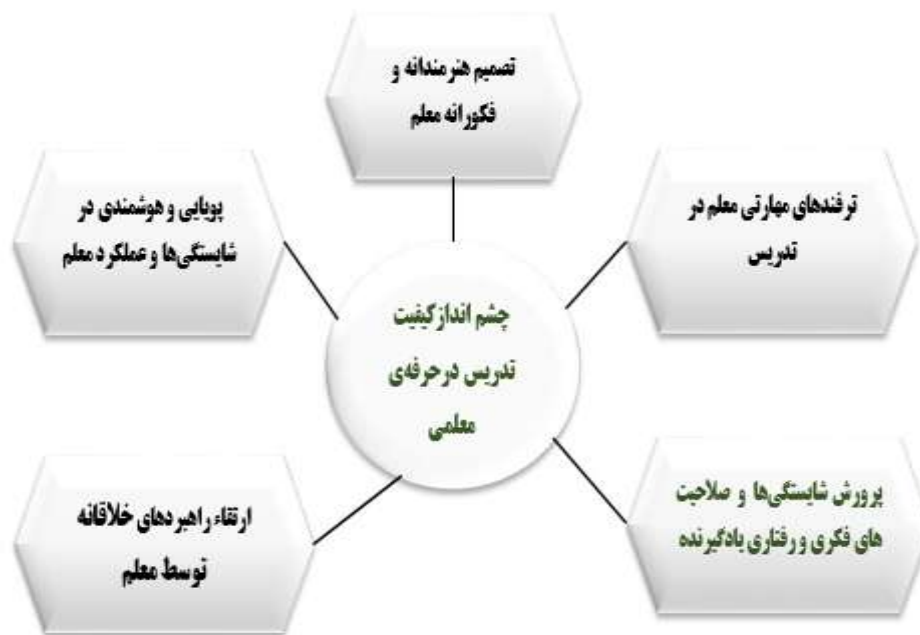 تصمیم هنرمندانه و
فکورانه معلم
ترفندهای مهارتی معلم در
تدریس
پویایی و هوشمندی در
شایستگی‌ها و عملکرد معلم
چشم انداز کیفیت
تدریس در حرفه‌ی
معلمی
پرورش شایستگی‌ها و صلاحیت
های فکری و رفتاری یادگیرنده
ارتقاء راهبردهای خلاقانه
توسط معلم